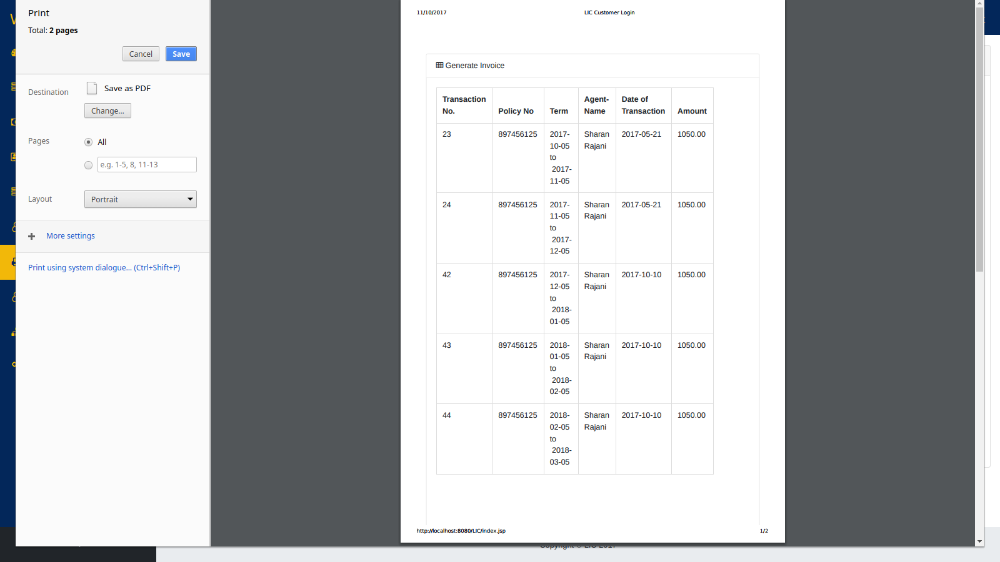 Print
Total: 2 pages
Cancel
Save
Destination
Save as PDF
Change...
Pages
All
e.g. 1-5, 8, 11-13
Layout
Portrait
More settings
Print using system dialogue... (Ctrl+Shift+P)
11/10/2017
LIC Customer Login
Generate Invoice
Transaction No.
Policy No
Term
Agent-Name
Date of Transaction
Amount
23
897456125
2017-
10-05
to
2017-
11-05
Sharan
Rajani
2017-05-21
1050.00
24
897456125
2017-
11-05
to
2017-
12-05
Sharan
Rajani
2017-05-21
1050.00
42
897456125
2017-
12-05
to
2018-
01-05
Sharan
Rajani
2017-10-10
1050.00
43
897456125
2018-
01-05
to
2018-
02-05
Sharan
Rajani
2017-10-10
1050.00
44
897456125
2018-
02-05
to
2018-
03-05
Sharan
Rajani
2017-10-10
1050.00
http://localhost:8080/LIC/index.jsp
1/2
Copyright © LIC 2017